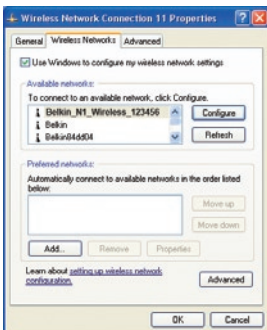 Wireless Network Connection 11 Properties
General Wireless Networks Advanced
Use Windows to configure my wireless network settings
Available networks:
To connect to an available network, click Configure.
Belkin_N1_Wireless_123456
Configure
Belkin
Belkin84dd04
Refresh
Preferred networks:
Automatically connect to available networks in the order listed
below:
Move up
Move down
Add... Remove Properties
Learn about setting up wireless network
configuration.
Advanced
OK Cancel